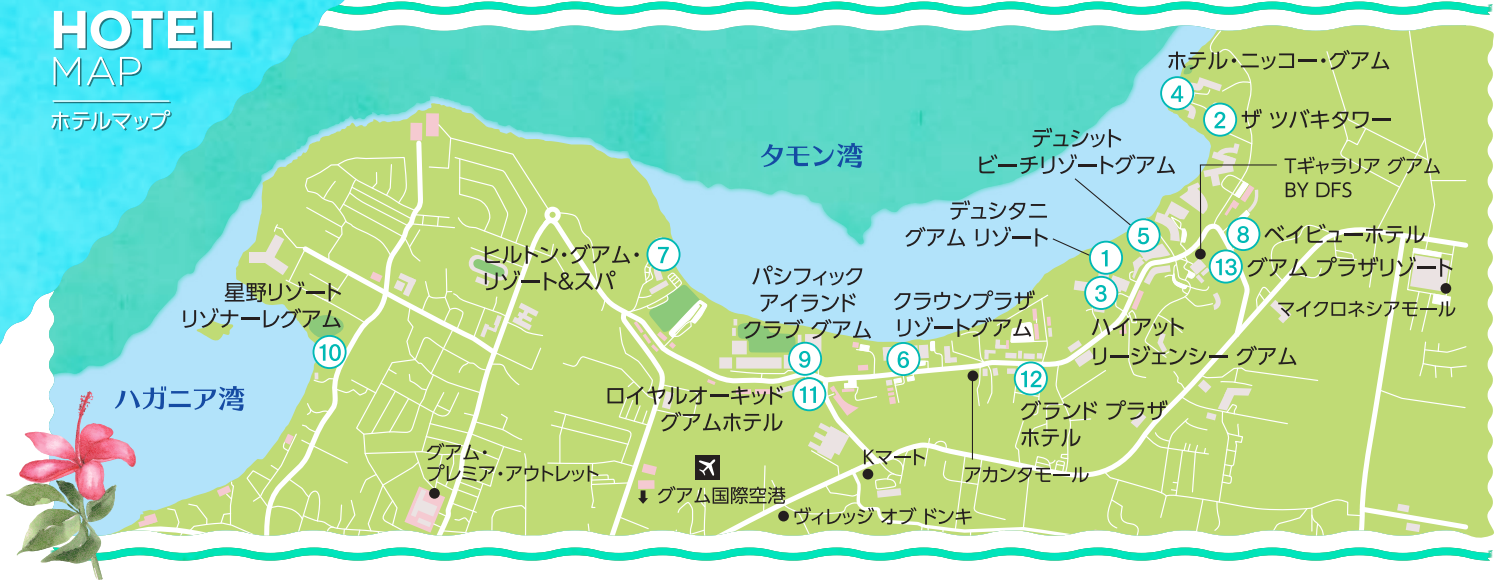 HOTEL
MAP
ホテルマップ
ホテル・ニッコー・グアム
4
2
ザ ツバキタワー
タモン湾
デュシット
ビーチリゾートグアム
5
Tギャラリア グアム
BY DFS
デュシタニ
グアム リゾート
1
3
ハイアット
リージェンシー グアム
8
ベイビューホテル
13
グアム プラザリゾート
マイクロネシアモール
ヒルトン・グアム・
リゾート&スパ
7
パシフィック
アイランド
クラブ グアム
9
クラウンプラザ
リゾートグアム
6
星野リゾート
リゾナーレグアム
10
ハガニア湾
ロイヤルオーキッド
グアムホテル
11
12
グランド プラザ
ホテル
アカンタモール
Kマート
グアム・
プレミア・アウトレット
グアム国際空港
ヴィレッジ オブ ドンキ